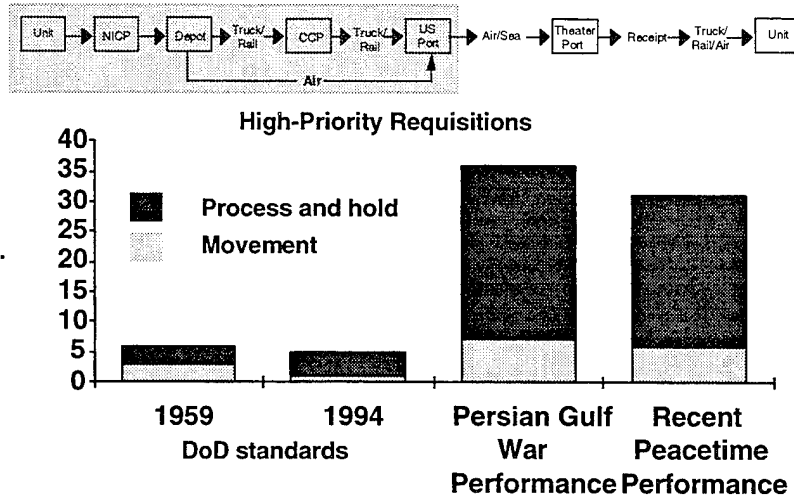 Unit NICP Depot Truck/ Rail CCP Truck/ Rail US Port Air/Sea Theater Port Receipt Truck/ Rail/Air Unit
Air
High-Priority Requisitions
40
35
30
25
20
15
10
5
0
Process and hold
Movement
1959 1994 Persian Gulf War Performance Recent Peacetime Performance
DoD standards